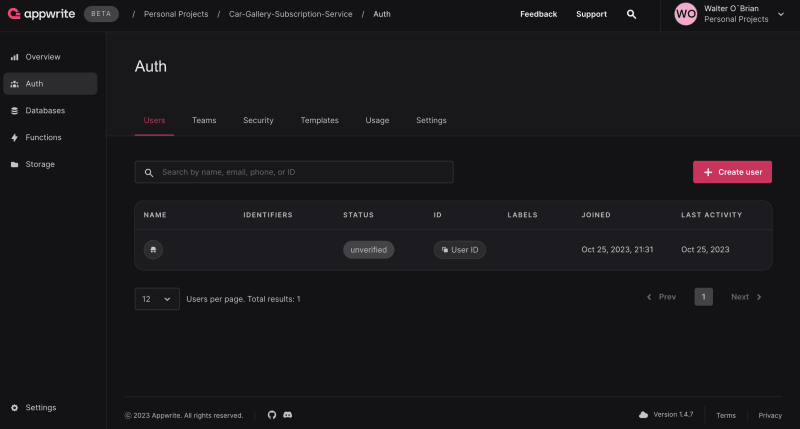 appwrite BETA / Personal Projects / Car-Gallery-Subscription-Service / Auth Feedback Support WO Walter O`Brian
Personal Projects
Overview
Auth
Databases
Functions
Storage
Settings
Auth
Users Teams Security Templates Usage Settings
Search by name, email, phone, or ID + Create user
NAME IDENTIFIERS STATUS ID LABELS JOINED LAST ACTIVITY
unverified User ID Oct 25, 2023, 21:31 Oct 25, 2023
12 Users per page. Total results: 1 Prev 1 Next
© 2023 Appwrite. All rights reserved. Version 1.4.7 Terms Privacy